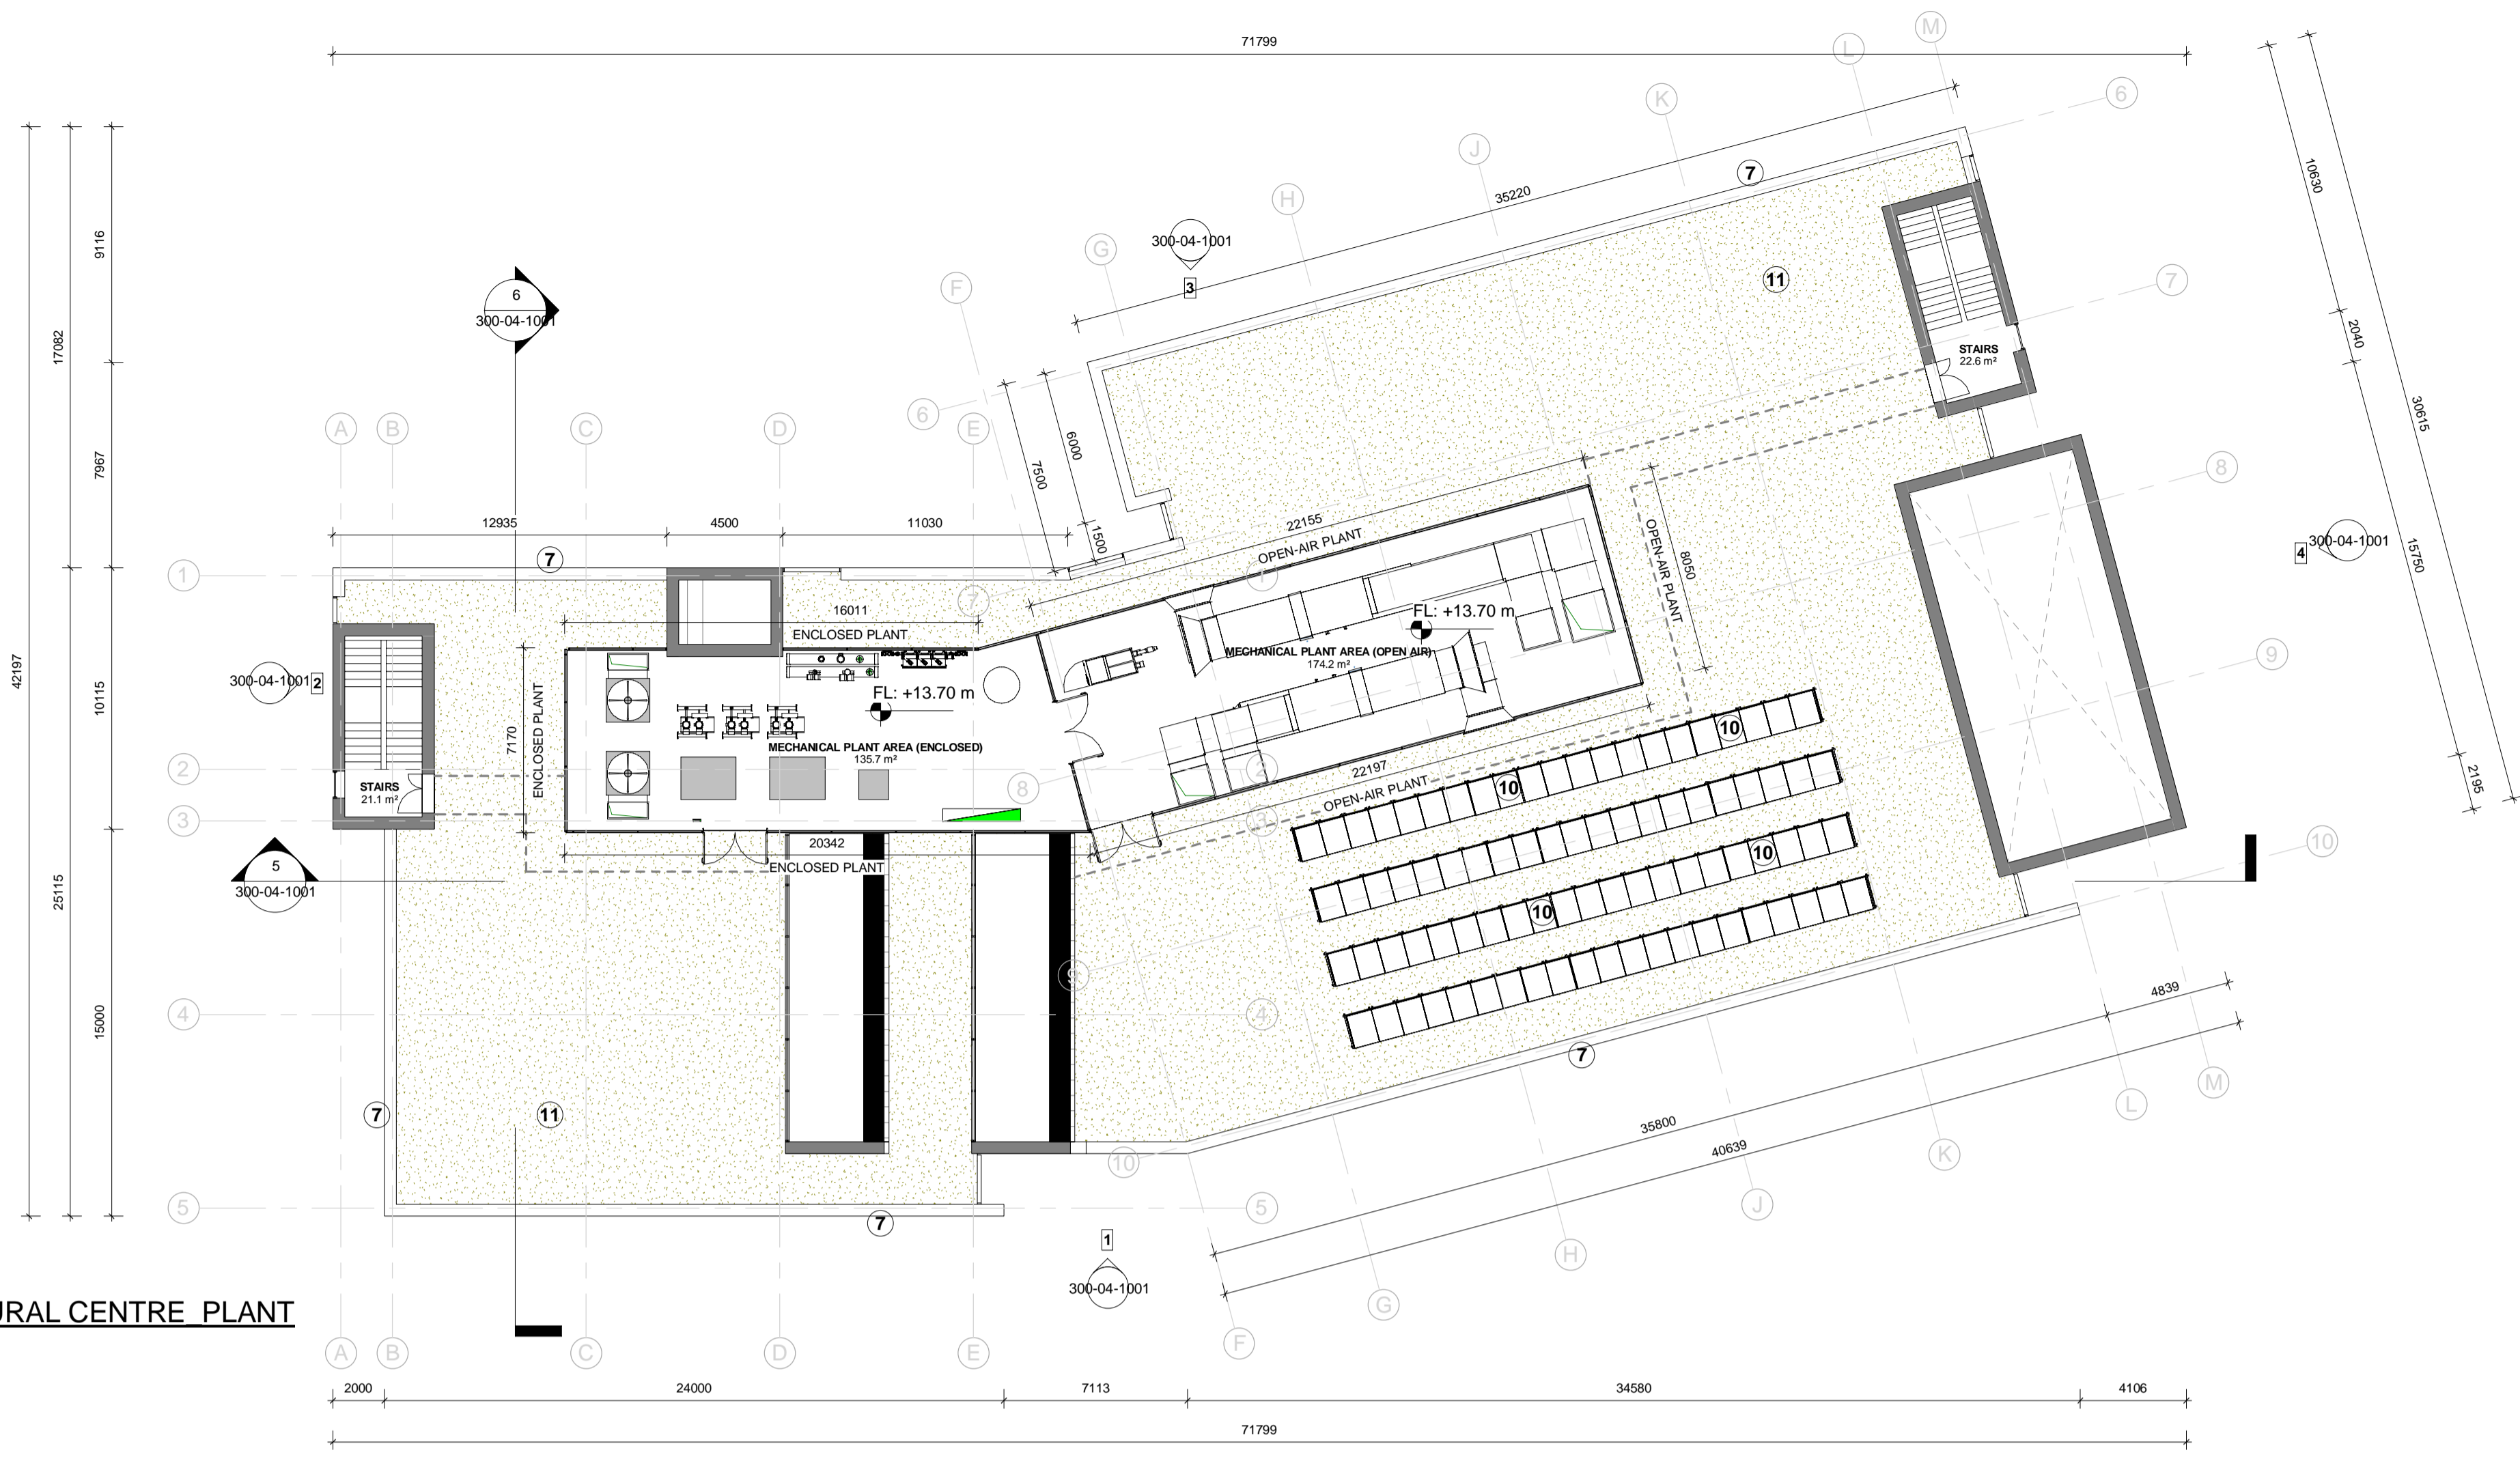 71799
M
L
6
K
J
H
G
F
7
35220
11
10630
2040
15750
2195
30615
9116
7967
10115
15000
17082
25115
42197
6
300-04-1001
300-04-1001
3
7
6
7500
6000
1500
A
B
C
D
E
12935
4500
11030
7
1
STAIRS
22.6 m²
8
22155
OPEN-AIR PLANT
OPEN-AIR PLANT
8050
4
300-04-1001
1
7
16011
ENCLOSED PLANT
FL: +13.70 m
MECHANICAL PLANT AREA (OPEN AIR)
174.2 m²
9
300-04-1001
2
7170
ENCLOSED PLANT
FL: +13.70 m
MECHANICAL PLANT AREA (ENCLOSED)
135.7 m²
2
STAIRS
21.1 m²
3
8
2
22197
OPEN-AIR PLANT
3
10
10
10
10
10
20342
ENCLOSED PLANT
5
300-04-1001
9
4
4
4839
7
35800
40639
7
11
10
5
7
5
1
300-04-1001
M
L
K
J
H
G
F
URAL CENTRE_PLANT
A
B
C
D
E
2000
24000
7113
34580
4106
71799